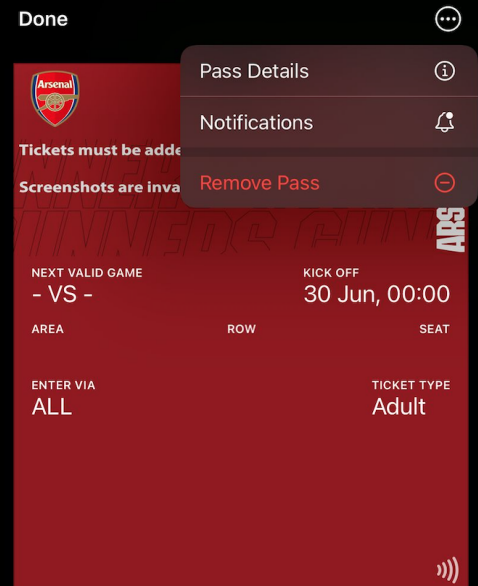 Done
Pass Details
Arsenal
Notifications
Tickets must be adde
Remove Pass
Screenshots are inva
ARS
NEXT VALID GAME
KICK OFF
- VS -
30 Jun, 00:00
AREA
ROW
SEAT
ENTER VIA
TICKET TYPE
ALL
Adult